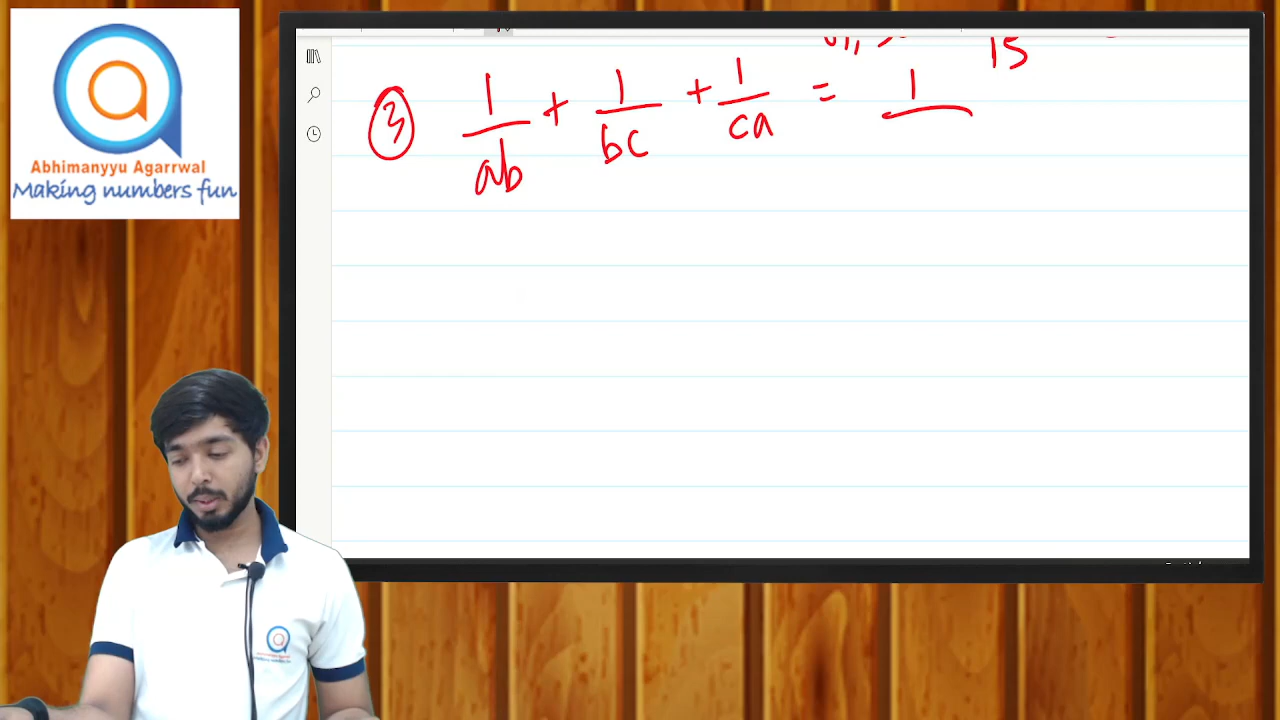 Abhimanyyu Agarrwal
Making numbers fun
15
③ 1/ab + 1/bc + 1/ca = 1/